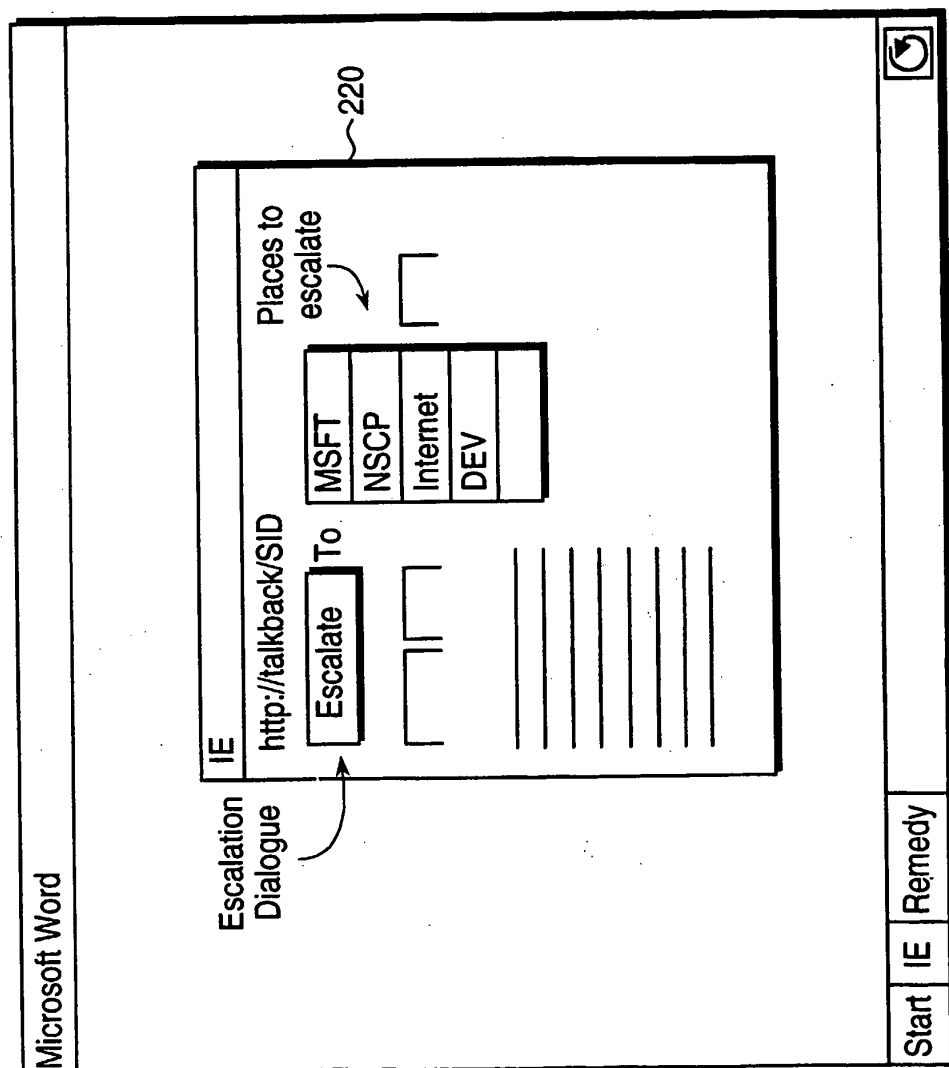 Microsoft Word
IE
http://talkback/SID
Escalate To
MSFT
NSCP
Internet
DEV
Places to
escalate
220
Escalation
Dialogue
Start IE Remedy